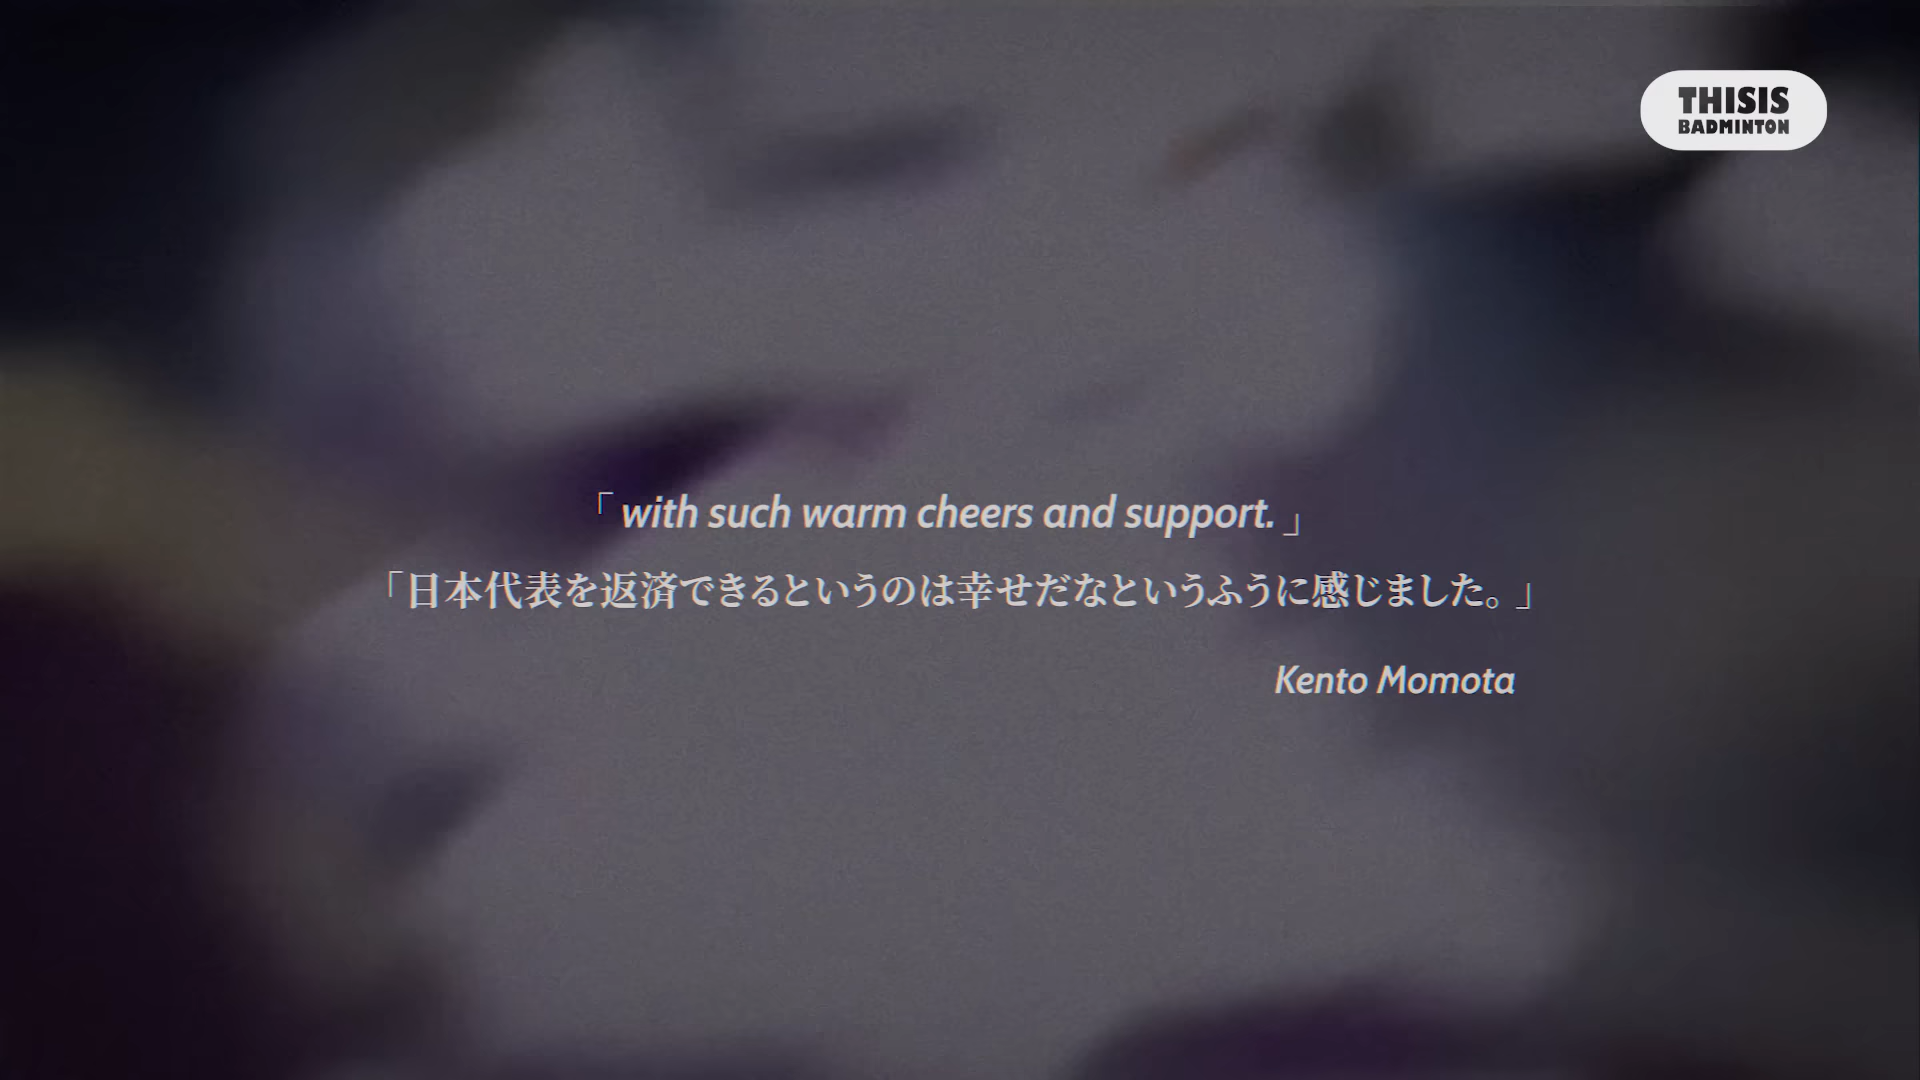 THISIS
BADMINTON
「 with such warm cheers and support. 」
「日本代表を返済できるというのは幸せだなというふうに感じました。」
Kento Momota